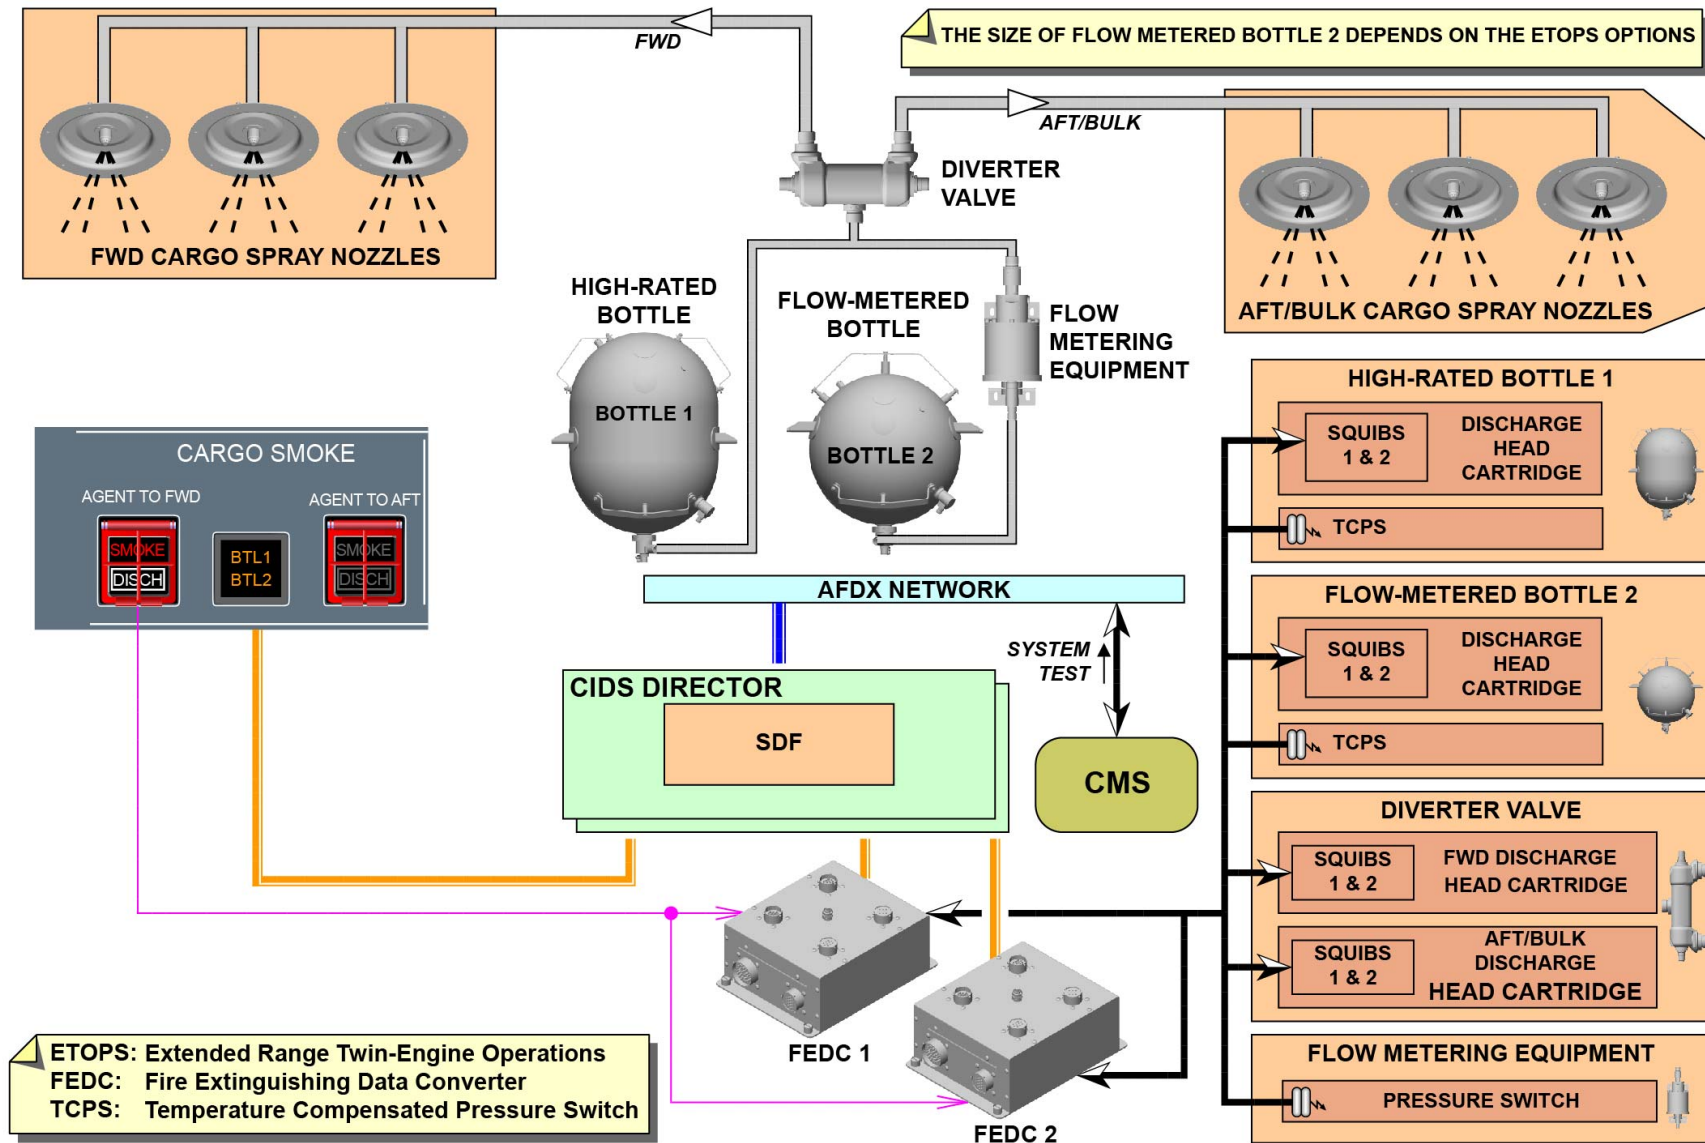 FWD
THE SIZE OF FLOW METERED BOTTLE 2 DEPENDS ON THE ETOPS OPTIONS
AFT/BULK
DIVERTER
VALVE
FWD CARGO SPRAY NOZZLES
AFT/BULK CARGO SPRAY NOZZLES
HIGH-RATED
BOTTLE
FLOW-METERED
BOTTLE
FLOW
METERING
EQUIPMENT
BOTTLE 1
BOTTLE 2
CARGO SMOKE
AGENT TO FWD
AGENT TO AFT
SMOKE
DISCH
BTL1
BTL2
SMOKE
DISCH
AFDX NETWORK
SYSTEM
TEST
CIDS DIRECTOR
SDF
CMS
FEDC 1
FEDC 2
HIGH-RATED BOTTLE 1
SQUIBS
1 & 2
DISCHARGE
HEAD
CARTRIDGE
TCPS
FLOW-METERED BOTTLE 2
SQUIBS
1 & 2
DISCHARGE
HEAD
CARTRIDGE
TCPS
DIVERTER VALVE
SQUIBS
1 & 2
FWD DISCHARGE
HEAD CARTRIDGE
SQUIBS
1 & 2
AFT/BULK
DISCHARGE
HEAD CARTRIDGE
FLOW METERING EQUIPMENT
PRESSURE SWITCH
ETOPS: Extended Range Twin-Engine Operations
FEDC: Fire Extinguishing Data Converter
TCPS: Temperature Compensated Pressure Switch